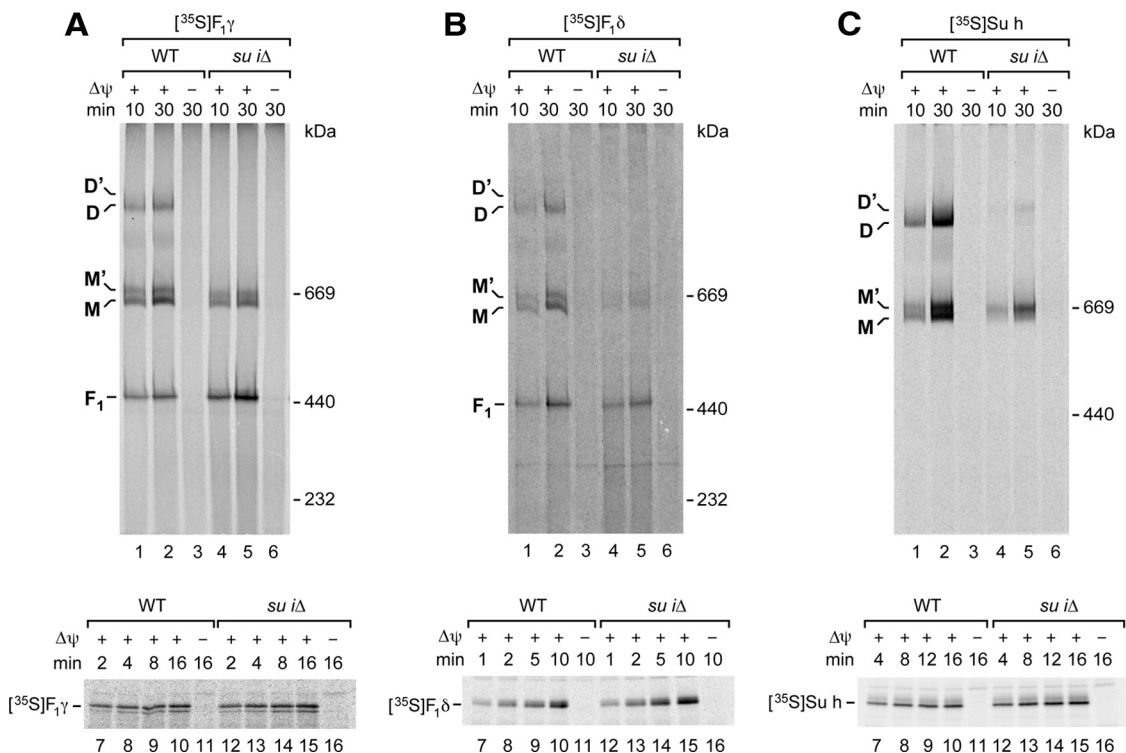 A B C
[³⁵S]F₁γ [³⁵S]F₁δ [³⁵S]Su h
WT su iΔ WT su iΔ WT su iΔ
Δψ + + – + + – Δψ + + – + + – Δψ + + – + + –
min 10 30 30 10 30 30 min 10 30 30 10 30 30 min 10 30 30 10 30 30
kDa kDa kDa
D' D' D'
D D D
M' 669 M' 669 M' 669
M M M
F₁ 440 F₁ 440 440
232 232
1 2 3 4 5 6 1 2 3 4 5 6 1 2 3 4 5 6
WT su iΔ WT su iΔ WT su iΔ
Δψ + + + + – + + + + – Δψ + + + + – + + + + – Δψ + + + + – + + + + –
min 2 4 8 16 16 2 4 8 16 16 min 1 2 5 10 10 1 2 5 10 10 min 4 8 12 16 16 4 8 12 16 16
[³⁵S]F₁γ [³⁵S]F₁δ [³⁵S]Su h
7 8 9 10 11 12 13 14 15 16 7 8 9 10 11 12 13 14 15 16 7 8 9 10 11 12 13 14 15 16